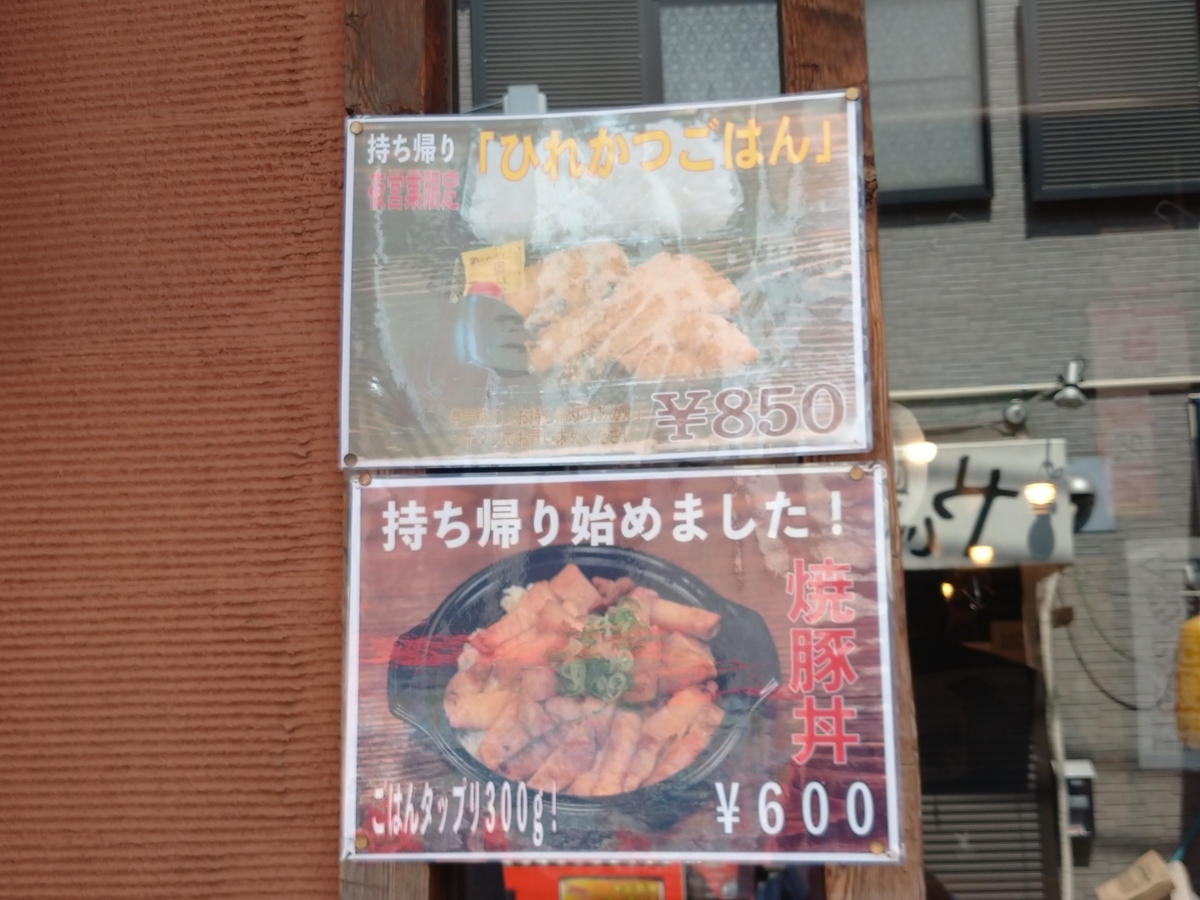 持ち帰り
「ひれかつごはん」
夜営業限定
¥850
持ち帰り始めました！
焼豚丼
ごはんタップリ300g！
¥600